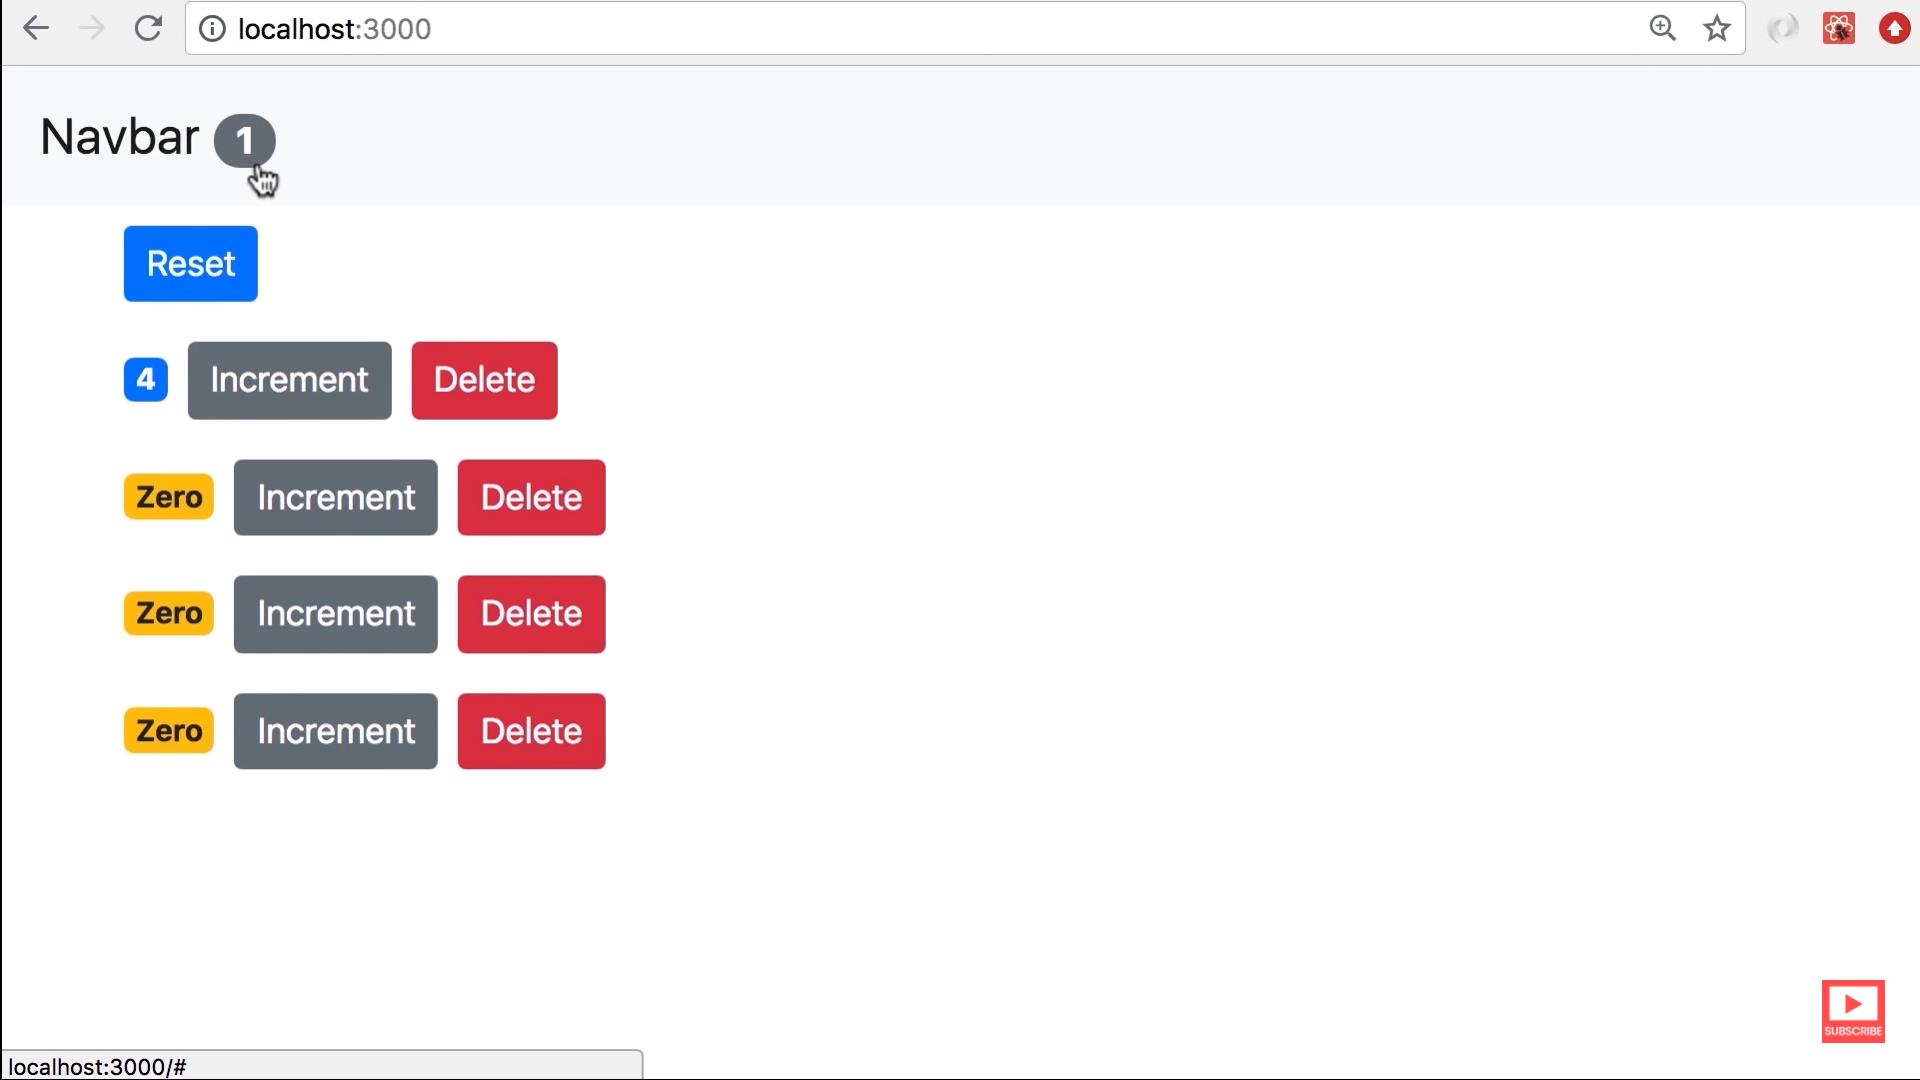 localhost:3000
Navbar 1
Reset
4 Increment Delete
Zero Increment Delete
Zero Increment Delete
Zero Increment Delete
SUBSCRIBE
localhost:3000/#